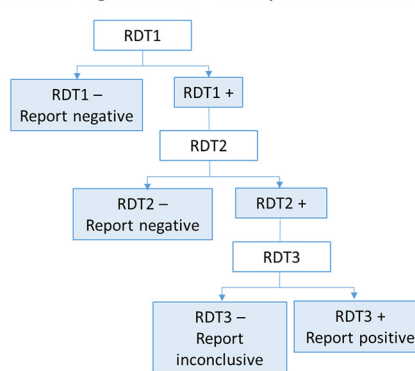 RDT1
RDT1 –
Report negative
RDT1 +
RDT2
RDT2 –
Report negative
RDT2 +
RDT3
RDT3 –
Report
inconclusive
RDT3 +
Report positive